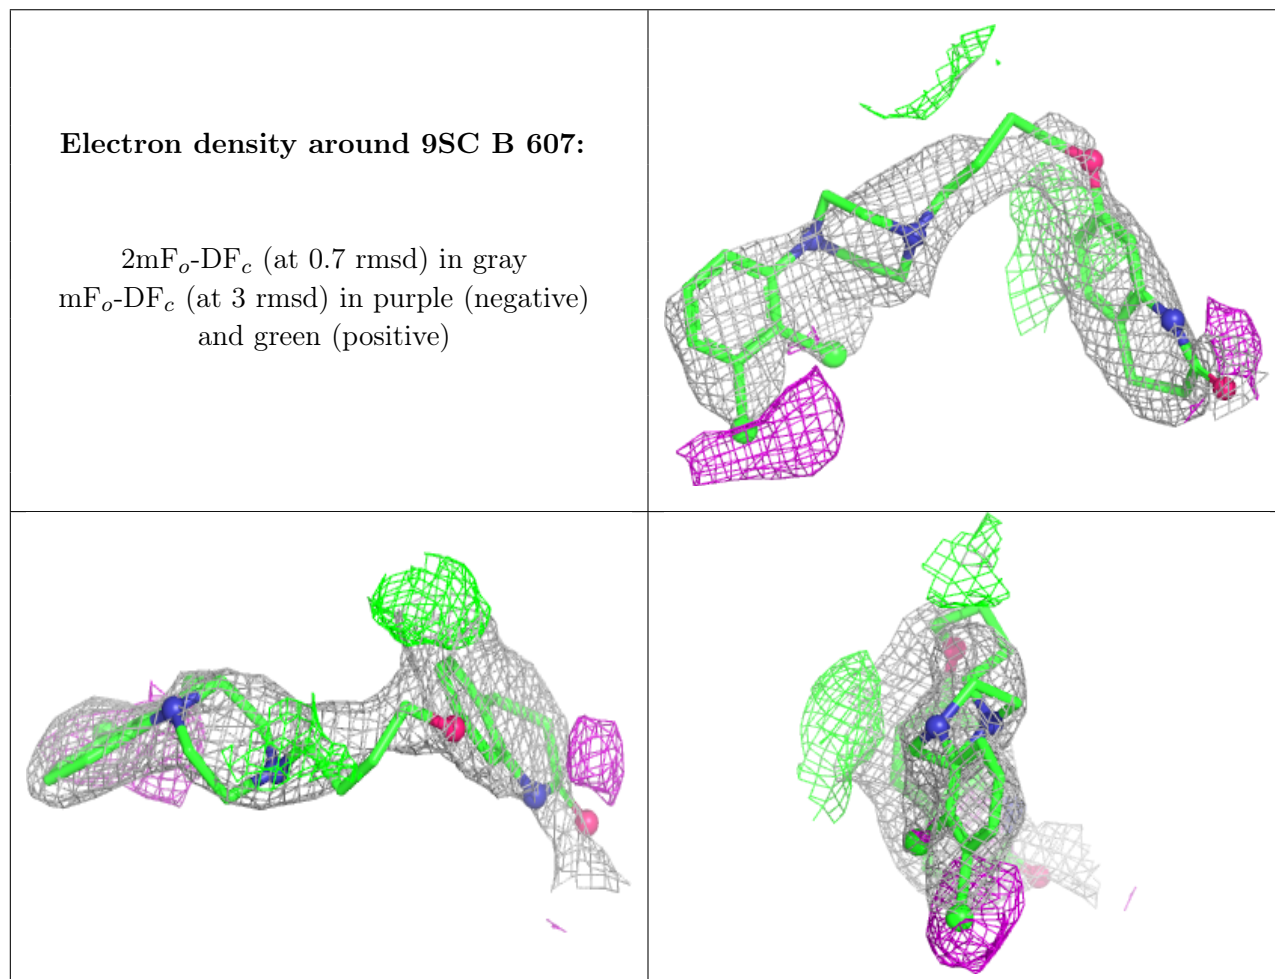 Electron density around 9SC B 607:
2mFo-DFc (at 0.7 rmsd) in gray
mFo-DFc (at 3 rmsd) in purple (negative)
and green (positive)